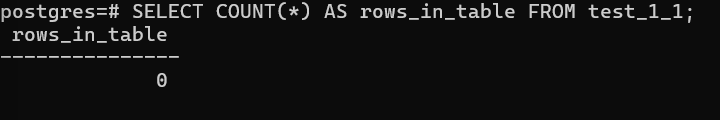 postgres=# SELECT COUNT(*) AS rows_in_table FROM test_1_1;
 rows_in_table
---------------
             0